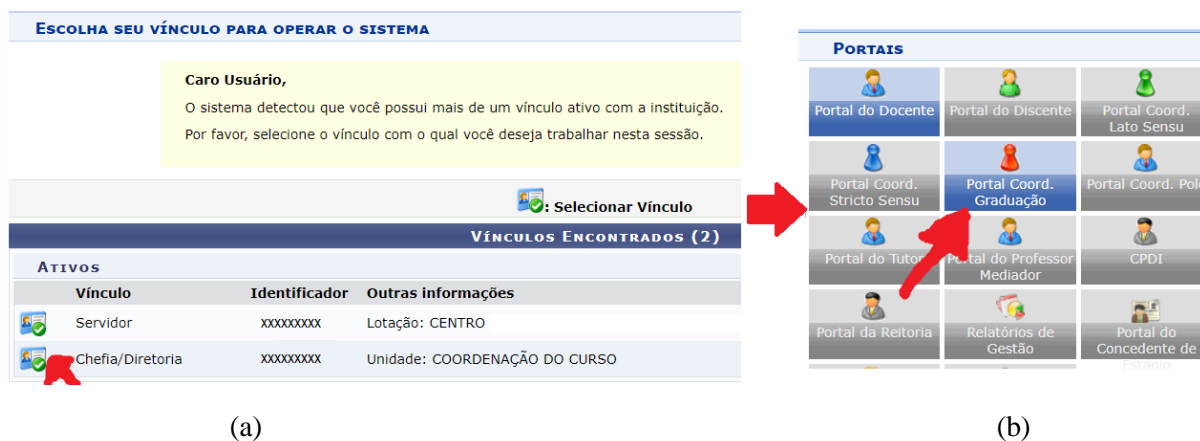 ESCOLHA SEU VÍNCULO PARA OPERAR O SISTEMA
Caro Usuário,
O sistema detectou que você possui mais de um vínculo ativo com a instituição.
Por favor, selecione o vínculo com o qual você deseja trabalhar nesta sessão.
: Selecionar Vínculo
VÍNCULOS ENCONTRADOS (2)
ATIVOS
Vínculo Identificador Outras informações
Servidor XXXXXXXXX Lotação: CENTRO
Chefia/Diretoria XXXXXXXXX Unidade: COORDENAÇÃO DO CURSO
(a)
PORTAIS
Portal do Docente
Portal do Discente
Portal Coord.
Lato Sensu
Portal Coord.
Stricto Sensu
Portal Coord.
Graduação
Portal Coord. Polo
Portal do Tutor
Portal do Professor
Mediador
CPDI
Portal da Reitoria
Relatórios de
Gestão
Portal do
Concedente de
Estágio
(b)